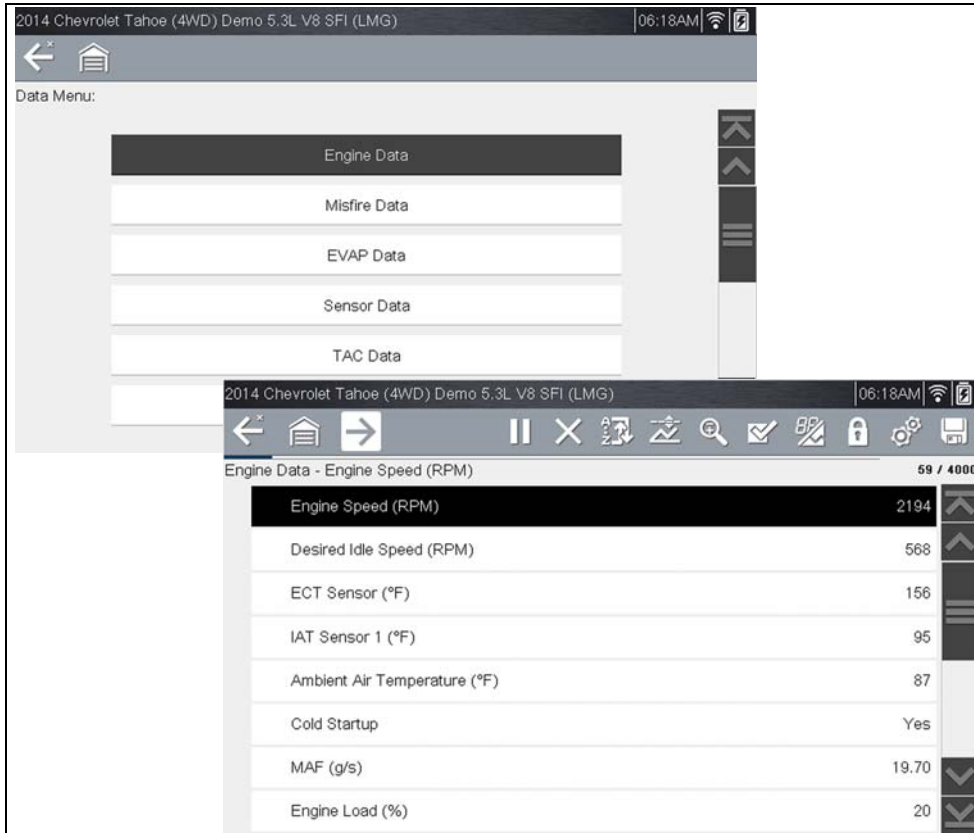 2014 Chevrolet Tahoe (4WD) Demo 5.3L V8 SFI (LMG) 06:18AM
Data Menu:
Engine Data
Misfire Data
EVAP Data
Sensor Data
TAC Data
2014 Chevrolet Tahoe (4WD) Demo 5.3L V8 SFI (LMG) 06:18AM
Engine Data - Engine Speed (RPM) 59 / 4000
Engine Speed (RPM) 2194
Desired Idle Speed (RPM) 568
ECT Sensor (°F) 156
IAT Sensor 1 (°F) 95
Ambient Air Temperature (°F) 87
Cold Startup Yes
MAF (g/s) 19.70
Engine Load (%) 20